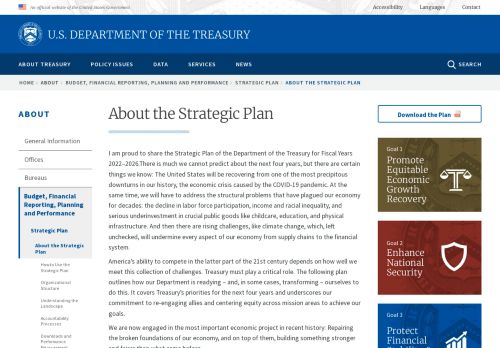 An official website of the United States Government
Accessibility Languages Contact
U.S. DEPARTMENT OF THE TREASURY
ABOUT TREASURY POLICY ISSUES DATA SERVICES NEWS SEARCH
HOME ABOUT BUDGET, FINANCIAL REPORTING, PLANNING AND PERFORMANCE STRATEGIC PLAN ABOUT THE STRATEGIC PLAN
ABOUT
General Information
Offices
Bureaus
Budget, Financial
Reporting, Planning
and Performance
Strategic Plan
About the Strategic
Plan
How to Use the
Strategic Plan
Organizational
Structure
Understanding the
Landscape
Accountability
Processes
Downloads and
About the Strategic Plan
I am proud to share the Strategic Plan of the Department of the Treasury for Fiscal Years
2022–2026.There is much we cannot predict about the next four years, but there are certain
things we know: The United States will be recovering from one of the most precipitous
downturns in our history, the economic crisis caused by the COVID-19 pandemic. At the
same time, we will have to address the structural problems that have plagued our economy
for decades: the decline in labor force participation, income and racial inequality, and
serious underinvestment in crucial public goods like childcare, education, and physical
infrastructure. And then there are rising challenges, like climate change, which, left
unchecked, will undermine every aspect of our economy from supply chains to the financial
system.
America's ability to compete in the latter part of the 21st century depends on how well we
meet this collection of challenges. Treasury must play a critical role. The following plan
outlines how our Department is readying – and, in some cases, transforming – ourselves to
do this. It covers Treasury's priorities for the next four years and underscores our
commitment to re-engaging allies and centering equity across mission areas to achieve our
goals.
We are now engaged in the most important economic project in recent history: Repairing
the broken foundations of our economy, and on top of them, building something stronger
Download the Plan
Goal 1
Promote
Equitable
Economic
Growth
Recovery
Goal 2
Enhance
National
Security
Goal 3
Protect
Financial